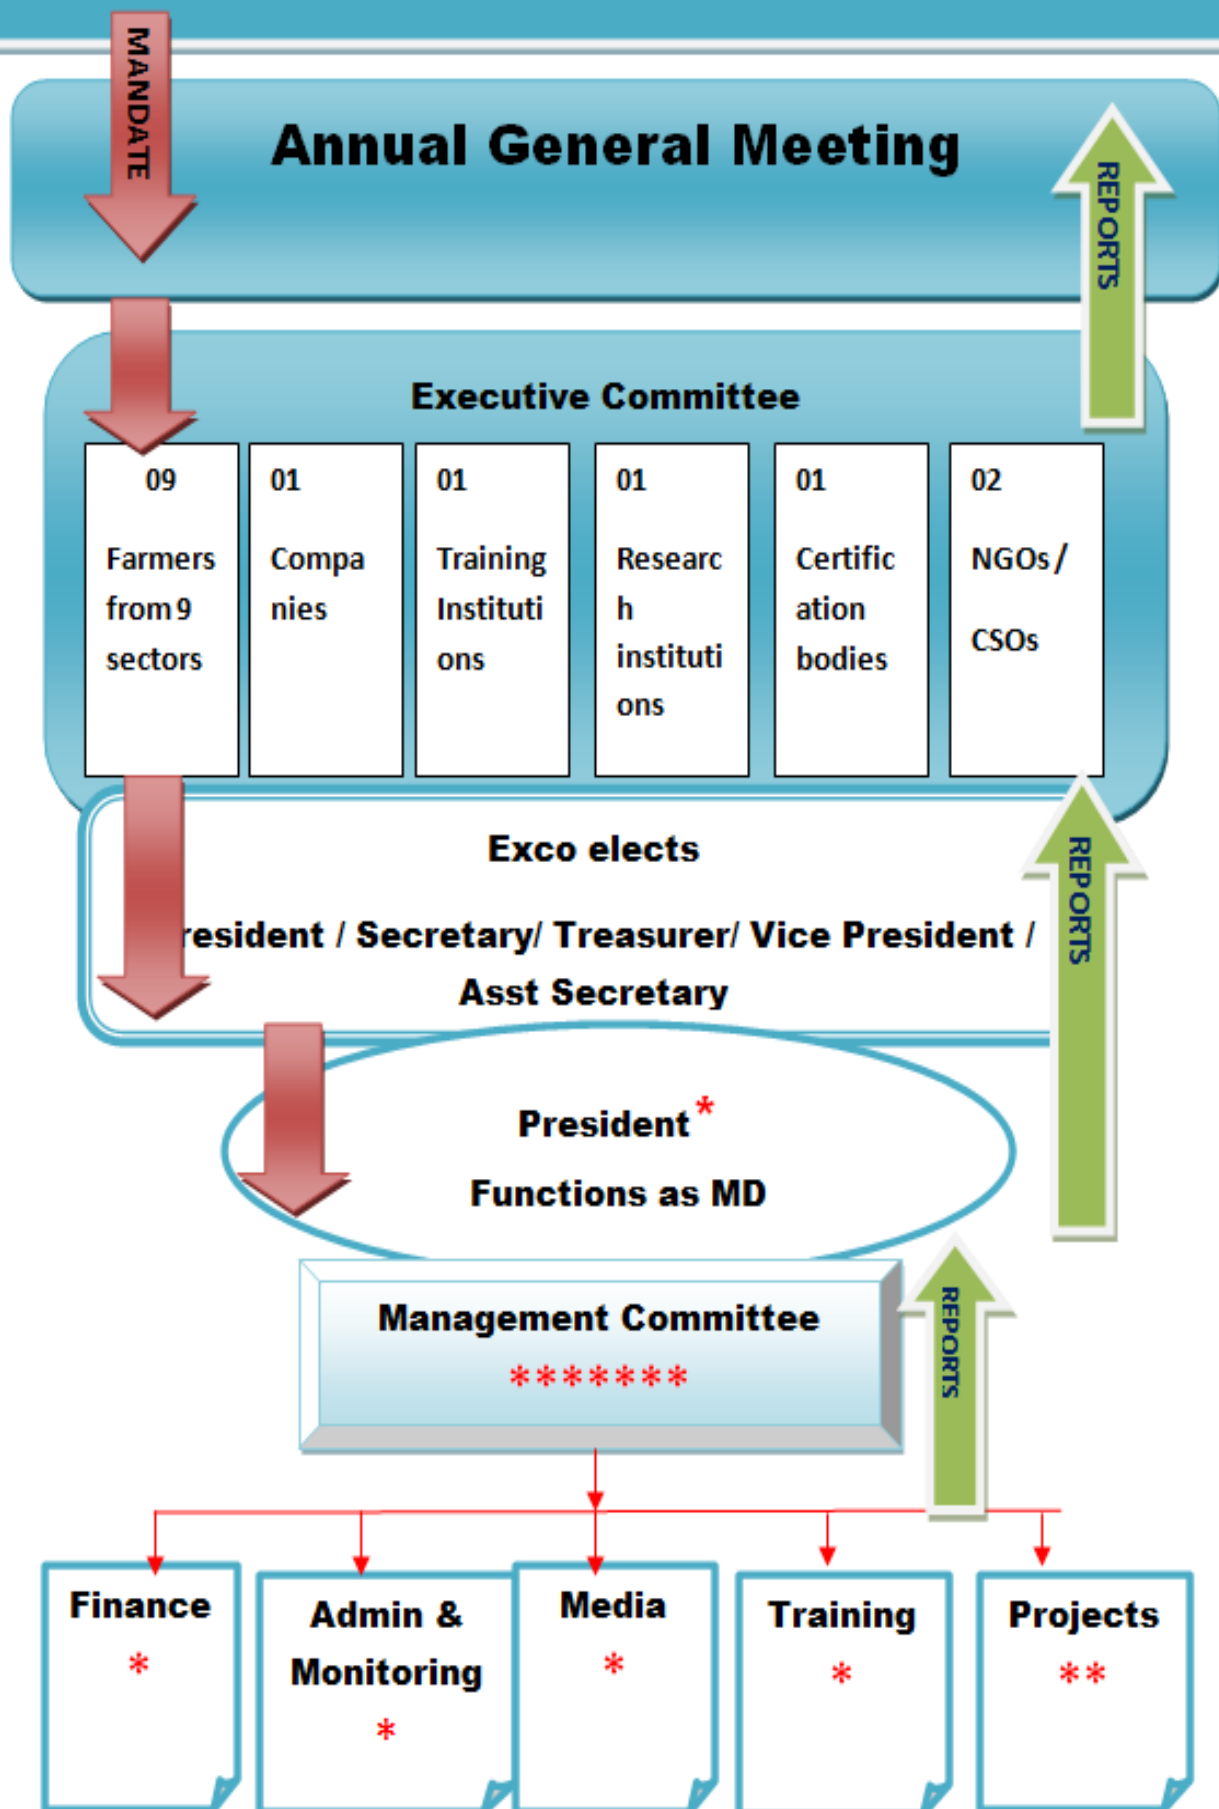 MANDATE
Annual General Meeting
REPORTS
Executive Committee
09
Farmers
from 9
sectors
01
Compa
nies
01
Training
Instituti
ons
01
Researc
h
instituti
ons
01
Certific
ation
bodies
02
NGOs/
CSOs
Exco elects
resident / Secretary/ Treasurer/ Vice President /
Asst Secretary
REPORTS
President *
Functions as MD
Management Committee
*******
REPORTS
Finance
*
Admin &
Monitoring
*
Media
*
Training
*
Projects
**